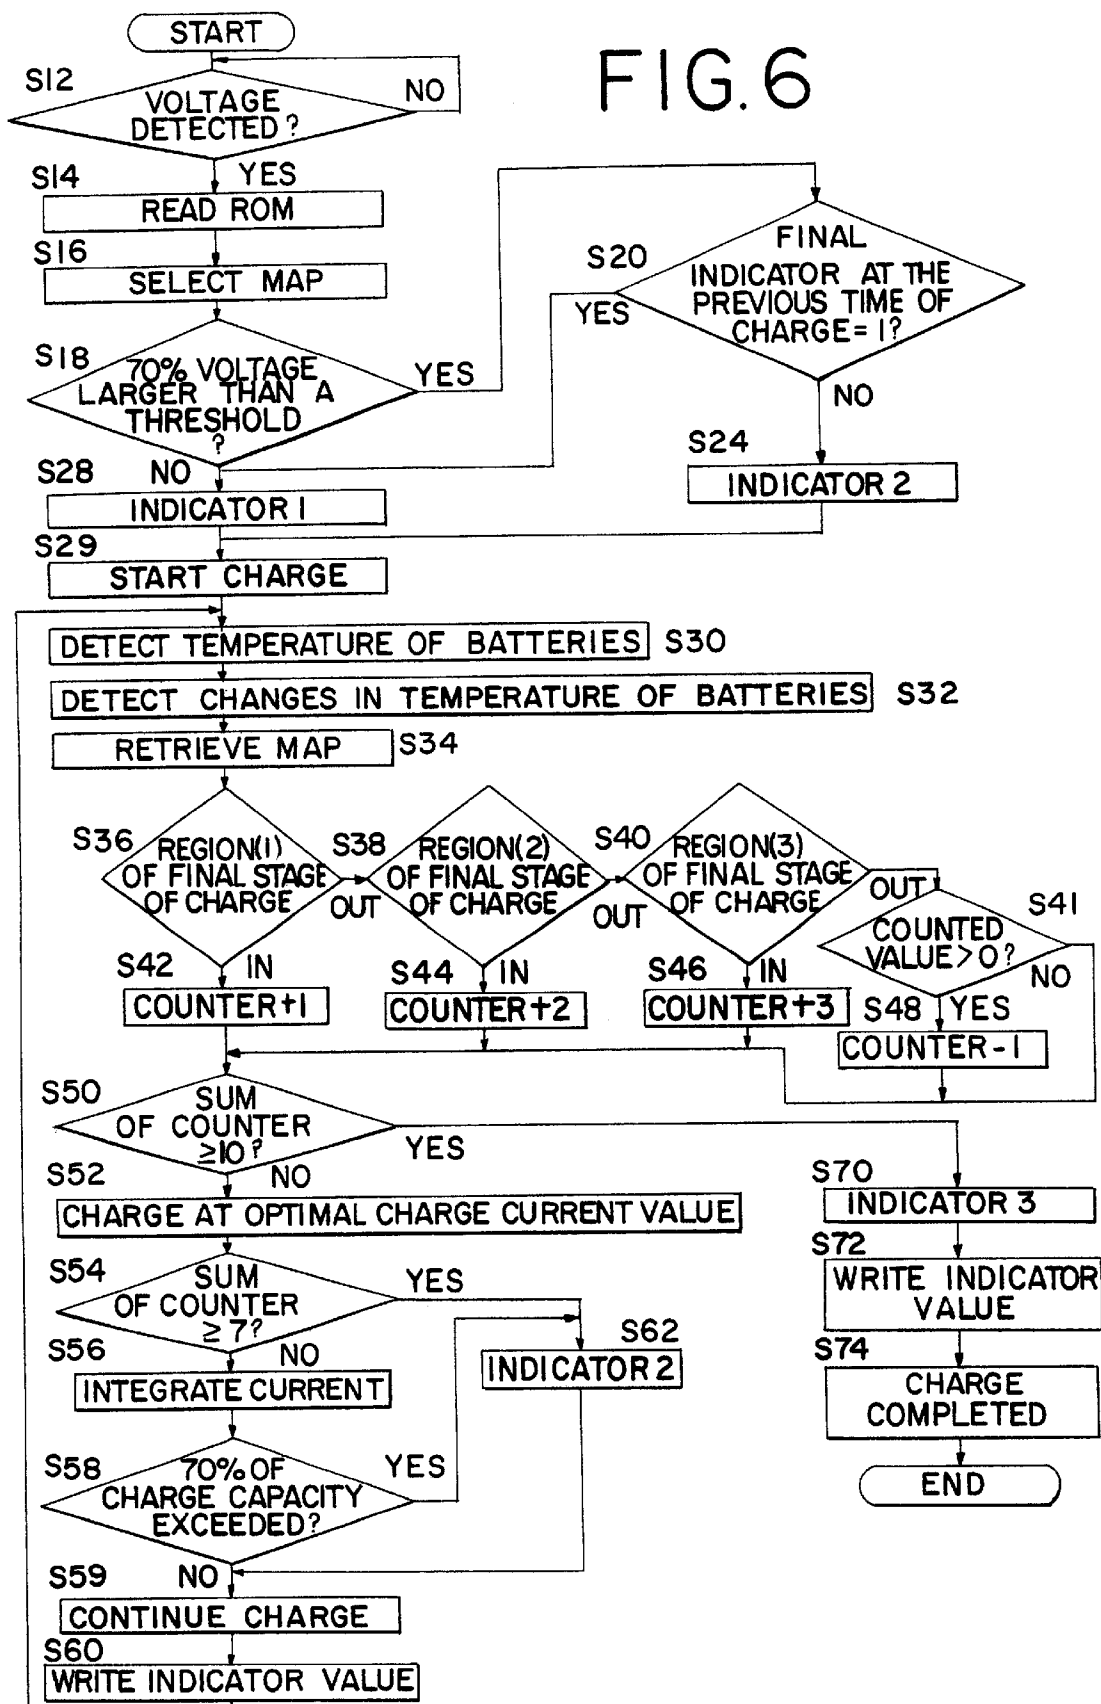 START
FIG.6
S12
VOLTAGE
DETECTED?
NO
YES
S14
READ ROM
S16
SELECT MAP
S18
70% VOLTAGE
LARGER THAN A
THRESHOLD
?
YES
NO
S20
FINAL
INDICATOR AT THE
PREVIOUS TIME OF
CHARGE=1?
YES
NO
S24
INDICATOR 2
S28
INDICATOR 1
S29
START CHARGE
DETECT TEMPERATURE OF BATTERIES
S30
DETECT CHANGES IN TEMPERATURE OF BATTERIES
S32
RETRIEVE MAP
S34
S36
REGION(1)
OF FINAL STAGE
OF CHARGE
OUT
IN
S38
REGION(2)
OF FINAL STAGE
OF CHARGE
OUT
IN
S40
REGION(3)
OF FINAL STAGE
OF CHARGE
OUT
IN
S41
COUNTED
VALUE>0?
NO
YES
S42
COUNTER+1
S44
COUNTER+2
S46
COUNTER+3
S48
COUNTER-1
S50
SUM
OF COUNTER
≥10?
YES
NO
S52
CHARGE AT OPTIMAL CHARGE CURRENT VALUE
S54
SUM
OF COUNTER
≥7?
YES
NO
S56
INTEGRATE CURRENT
S62
INDICATOR 2
S58
70% OF
CHARGE CAPACITY
EXCEEDED?
YES
NO
S59
CONTINUE CHARGE
S60
WRITE INDICATOR VALUE
S70
INDICATOR 3
S72
WRITE INDICATOR
VALUE
S74
CHARGE
COMPLETED
END